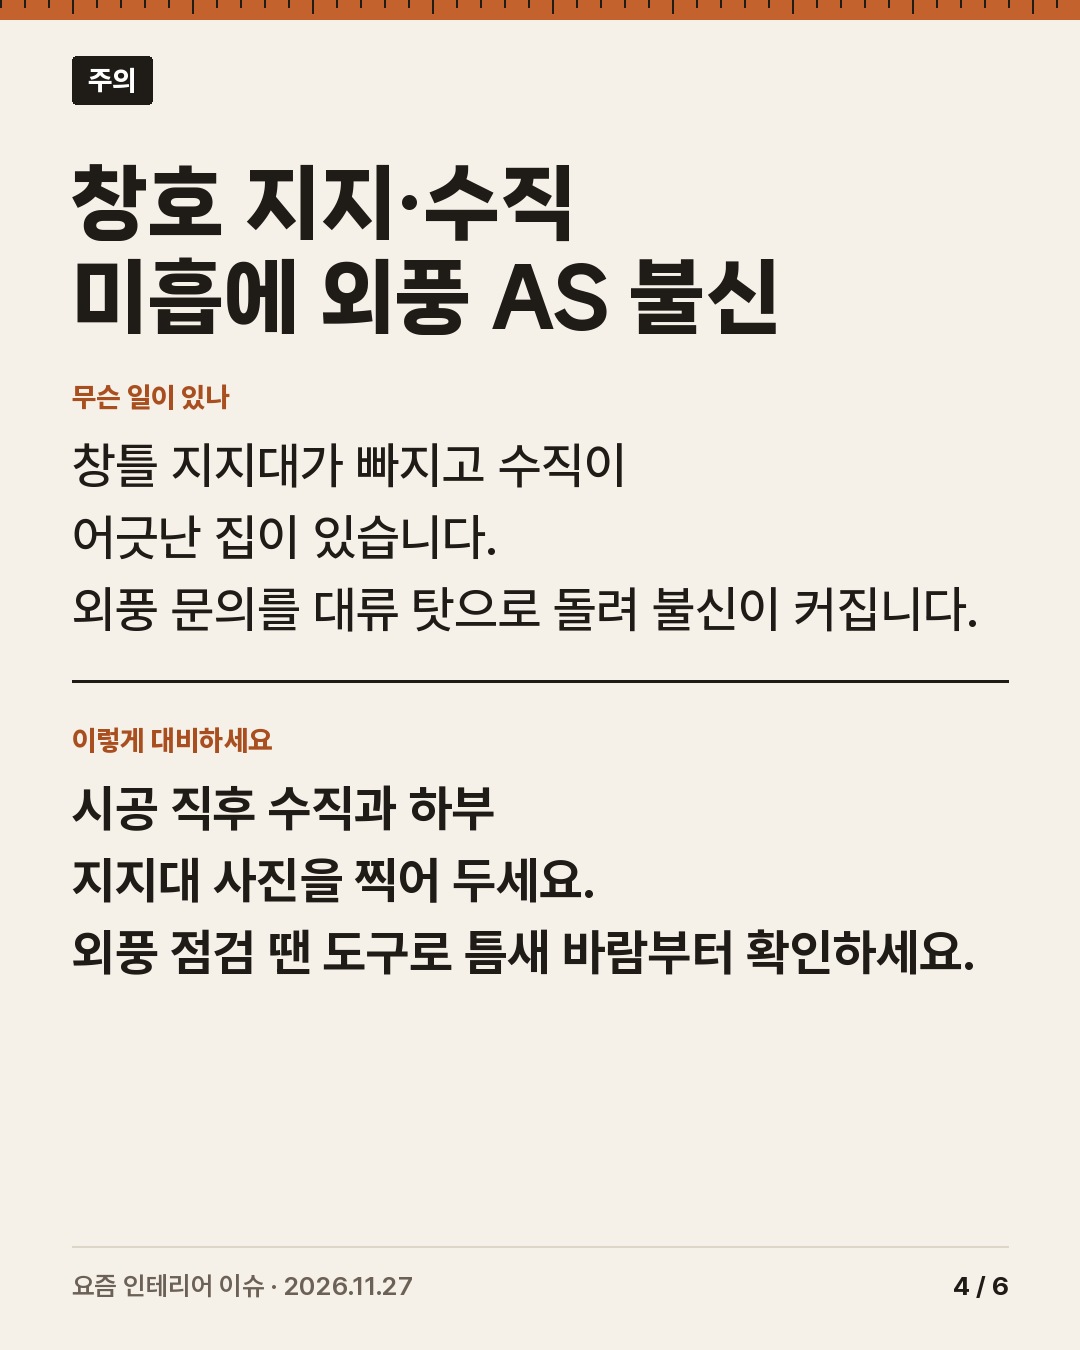 주의
창호 지지·수직
미흡에 외풍 AS 불신
무슨 일이 있나
창틀 지지대가 빠지고 수직이
어긋난 집이 있습니다.
외풍 문의를 대류 탓으로 돌려 불신이 커집니다.
이렇게 대비하세요
시공 직후 수직과 하부
지지대 사진을 찍어 두세요.
외풍 점검 땐 도구로 틈새 바람부터 확인하세요.
요즘 인테리어 이슈 · 2026.11.27
4 / 6